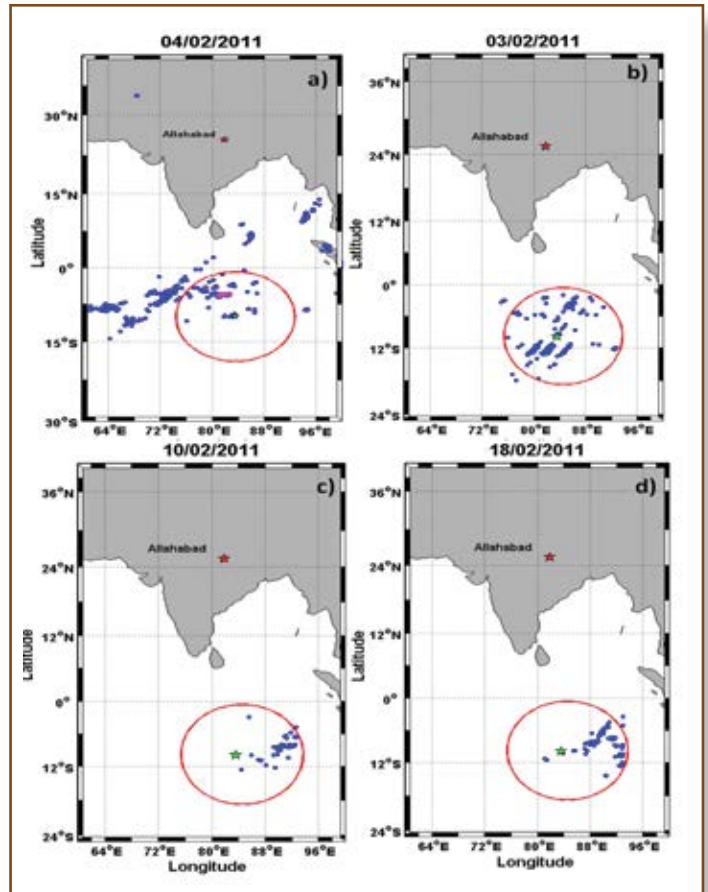 04/02/2011
a)
30°N
Allahabad
15°N
Latitude
0°
15°S
30°S
64°E 72°E 80°E 88°E 96°E
03/02/2011
b)
36°N
Allahabad
24°N
12°N
Latitude
0°
12°S
24°S
64°E 72°E 80°E 88°E 96°E
10/02/2011
c)
36°N
Allahabad
24°N
12°N
Latitude
0°
12°S
24°S
64°E 72°E 80°E 88°E 96°E
Longitude
18/02/2011
d)
36°N
Allahabad
24°N
12°N
Latitude
0°
12°S
24°S
64°E 72°E 80°E 88°E 96°E
Longitude